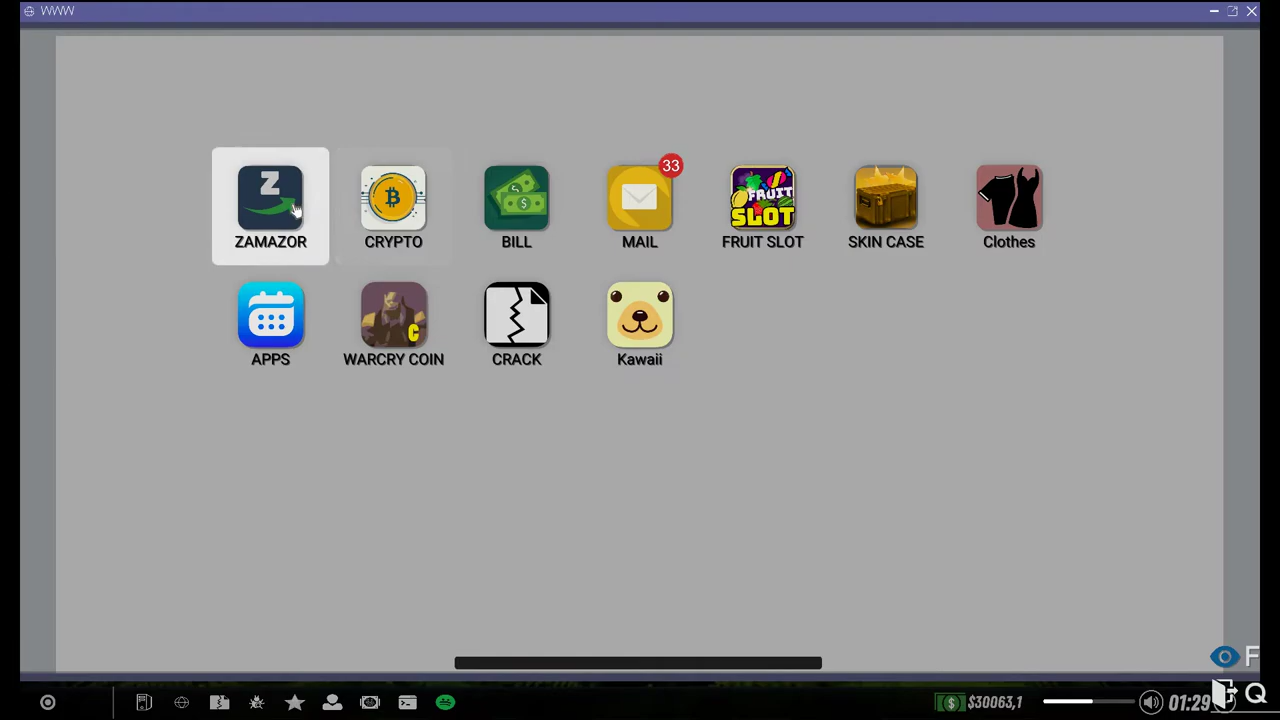 WWW
33
Z
FRUIT
SLOT
ZAMAZOR CRYPTO BILL MAIL FRUIT SLOT SKIN CASE Clothes
C
APPS WARCRY COIN CRACK Kawaii
F
$30063,1 01:29 Q